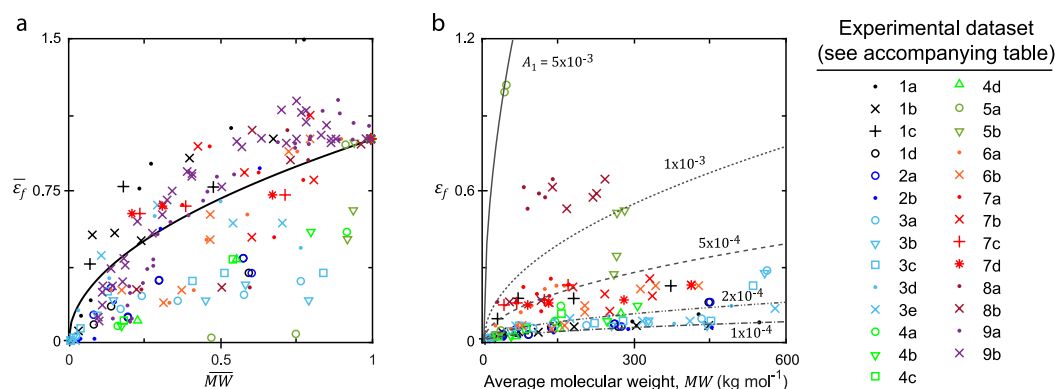 a
1.5
0.75
0
ε̅f
0
0.5
1
M̅W̅
b
1.2
0.6
0
εf
A₁ = 5x10⁻³
1x10⁻³
5x10⁻⁴
2x10⁻⁴
1x10⁻⁴
0
300
600
Average molecular weight, MW (kg mol⁻¹)
Experimental dataset
(see accompanying table)
1a
1b
1c
1d
2a
2b
3a
3b
3c
3d
3e
4a
4b
4c
4d
5a
5b
6a
6b
7a
7b
7c
7d
8a
8b
9a
9b